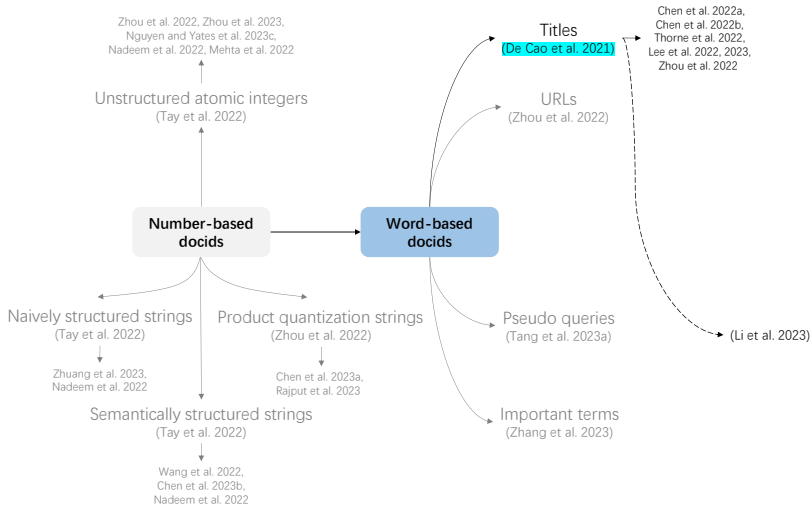 Zhou et al. 2022, Zhou et al. 2023,
Nguyen and Yates et al. 2023c,
Nadeem et al. 2022, Mehta et al. 2022
Unstructured atomic integers
(Tay et al. 2022)
Number-based
docids
Naively structured strings
(Tay et al. 2022)
Zhuang et al. 2023,
Nadeem et al. 2022
Product quantization strings
(Zhou et al. 2022)
Chen et al. 2023a,
Rajput et al. 2023
Semantically structured strings
(Tay et al. 2022)
Wang et al. 2022,
Chen et al. 2023b,
Nadeem et al. 2022
Word-based
docids
Titles
(De Cao et al. 2021)
Chen et al. 2022a,
Chen et al. 2022b,
Thorne et al. 2022,
Lee et al. 2022, 2023,
Zhou et al. 2022
URLs
(Zhou et al. 2022)
Pseudo queries
(Tang et al. 2023a)
(Li et al. 2023)
Important terms
(Zhang et al. 2023)